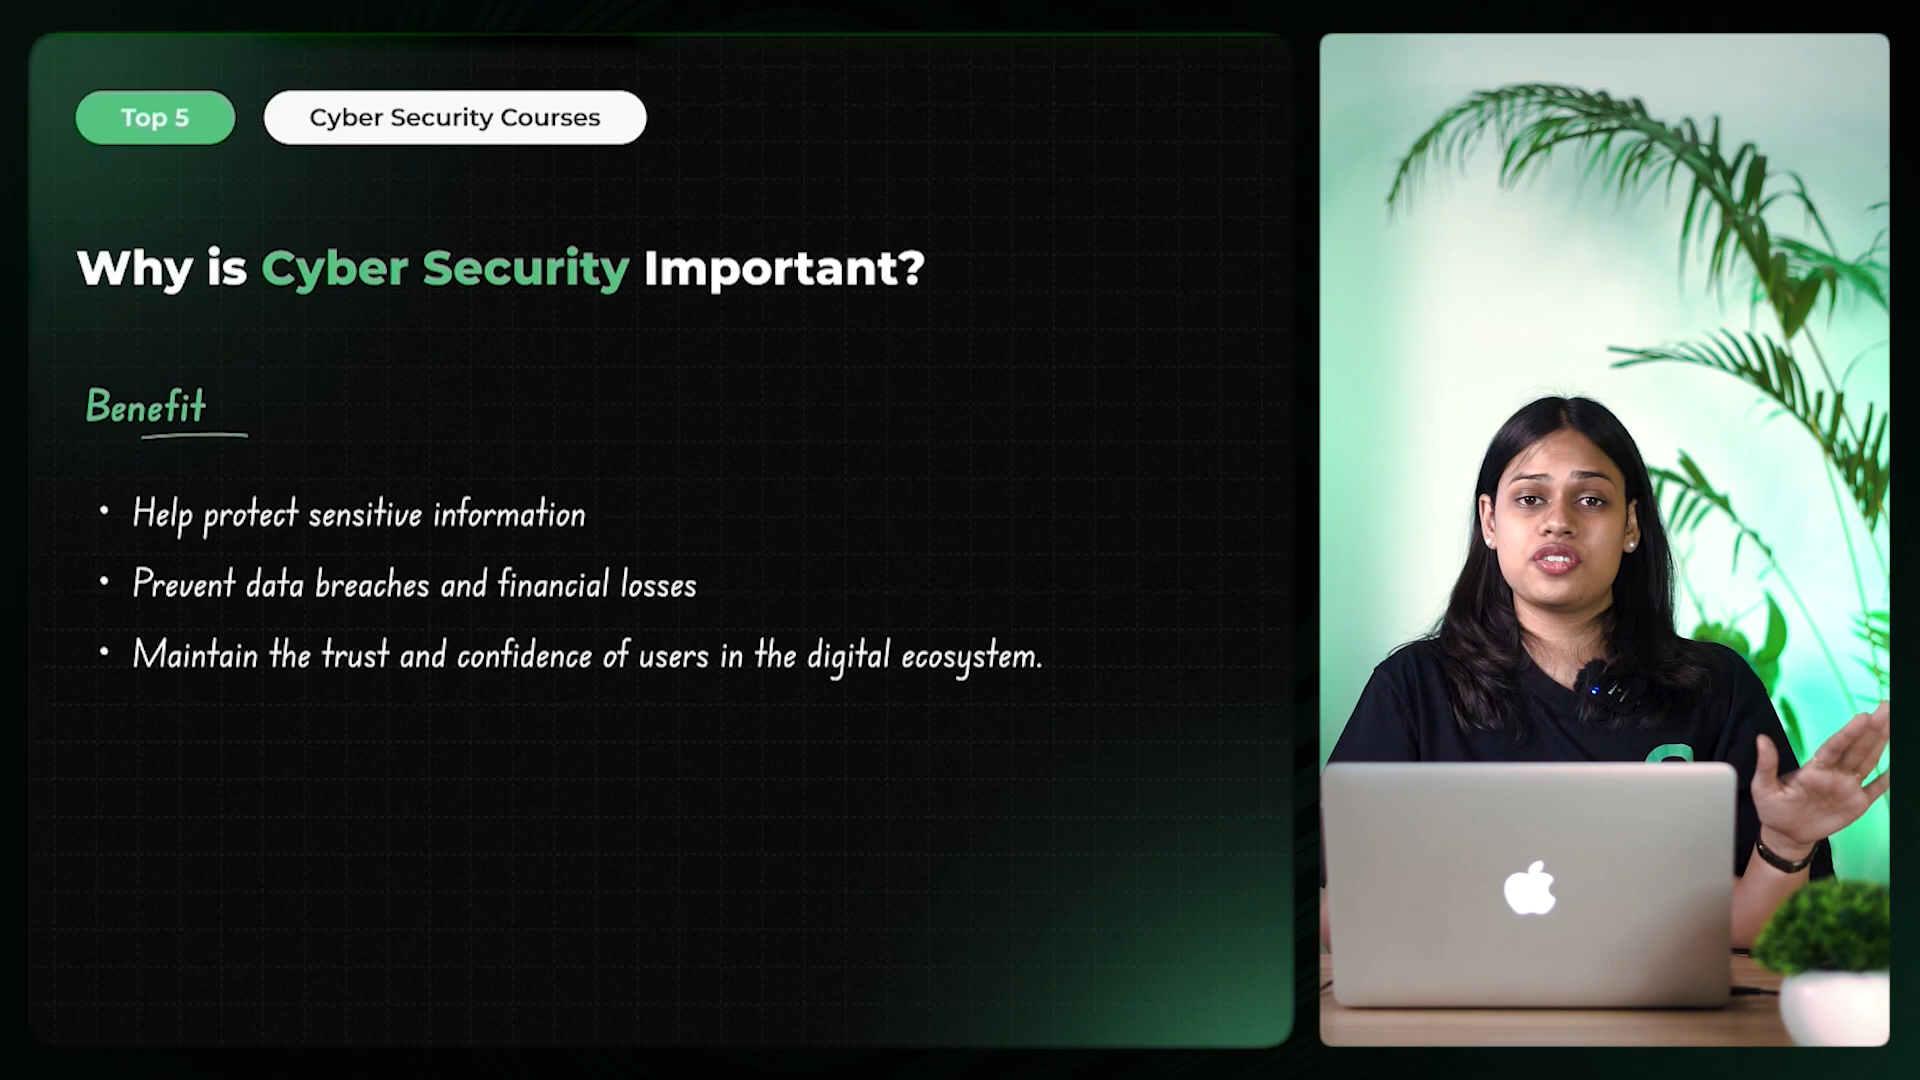 Top 5
Cyber Security Courses
Why is Cyber Security Important?
Benefit
• Help protect sensitive information
• Prevent data breaches and financial losses
• Maintain the trust and confidence of users in the digital ecosystem.